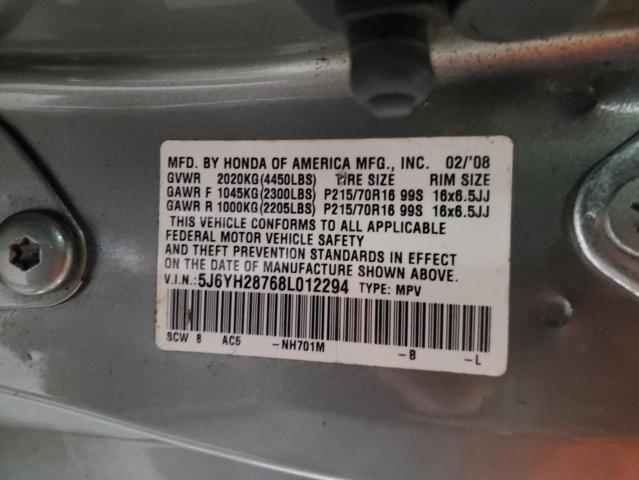 MFD. BY HONDA OF AMERICA MFG., INC. 02/'08
GVWR 2020KG(4450LBS) TIRE SIZE RIM SIZE
GAWR F 1045KG(2300LBS) P215/70R16 99S 16x6.5JJ
GAWR R 1000KG(2205LBS) P215/70R16 99S 16x6.5JJ
THIS VEHICLE CONFORMS TO ALL APPLICABLE
FEDERAL MOTOR VEHICLE SAFETY
AND THEFT PREVENTION STANDARDS IN EFFECT
ON THE DATE OF MANUFACTURE SHOWN ABOVE.
V.I.N.:5J6YH28768L012294 TYPE: MPV
SCW 8 AC5 -NH701M -B -L